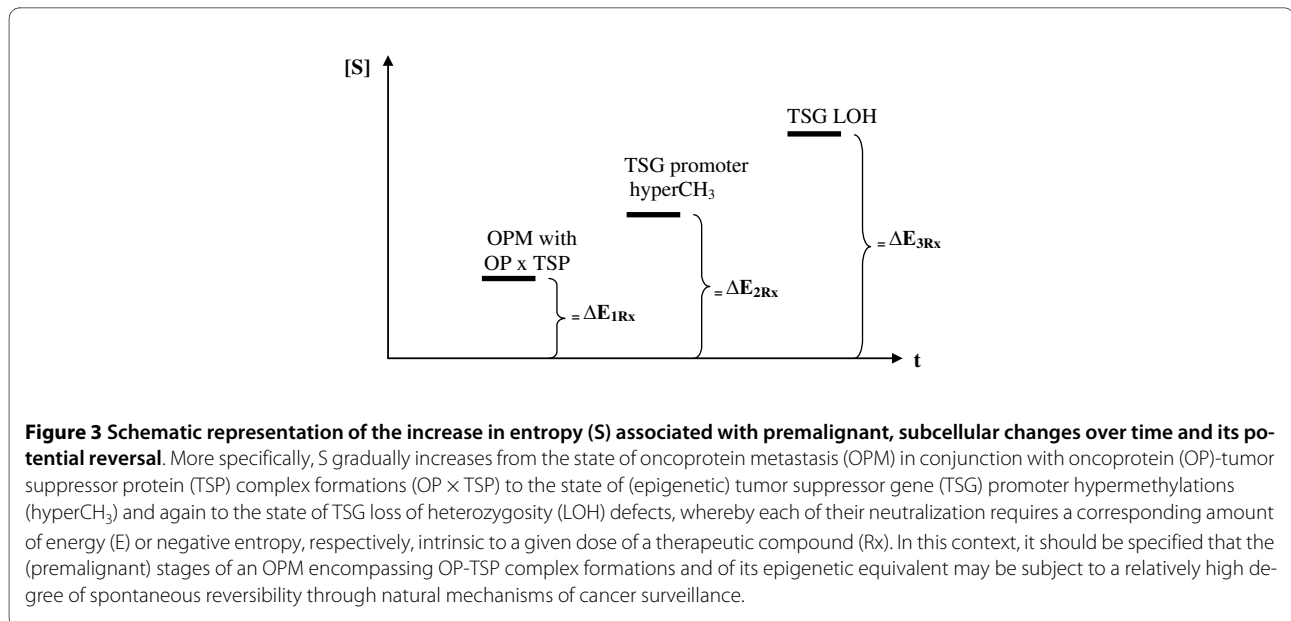 [S]
TSG LOH
TSG promoter
hyperCH₃
OPM with
OP x TSP
= ΔE₁Rx
= ΔE₂Rx
= ΔE₃Rx
t
Figure 3 Schematic representation of the increase in entropy (S) associated with premalignant, subcellular changes over time and its po-
tential reversal. More specifically, S gradually increases from the state of oncoprotein metastasis (OPM) in conjunction with oncoprotein (OP)-tumor
suppressor protein (TSP) complex formations (OP × TSP) to the state of (epigenetic) tumor suppressor gene (TSG) promoter hypermethylations
(hyperCH₃) and again to the state of TSG loss of heterozygosity (LOH) defects, whereby each of their neutralization requires a corresponding amount
of energy (E) or negative entropy, respectively, intrinsic to a given dose of a therapeutic compound (Rx). In this context, it should be specified that the
(premalignant) stages of an OPM encompassing OP-TSP complex formations and of its epigenetic equivalent may be subject to a relatively high de-
gree of spontaneous reversibility through natural mechanisms of cancer surveillance.